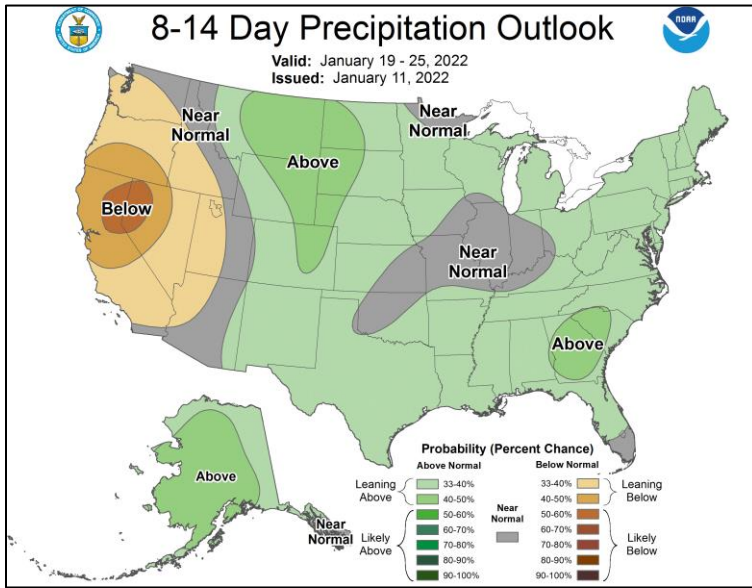 8-14 Day Precipitation Outlook
NOAA
Valid: January 19 - 25, 2022
Issued: January 11, 2022
Near
Normal
Near
Normal
Above
Below
Near
Normal
Above
Above
Near
Normal
Probability (Percent Chance)
Above Normal
Below Normal
Leaning
Above
33-40%
40-50%
Likely
Above
50-60%
60-70%
70-80%
80-90%
90-100%
Near
Normal
33-40%
40-50%
Leaning
Below
50-60%
60-70%
70-80%
80-90%
90-100%
Likely
Below